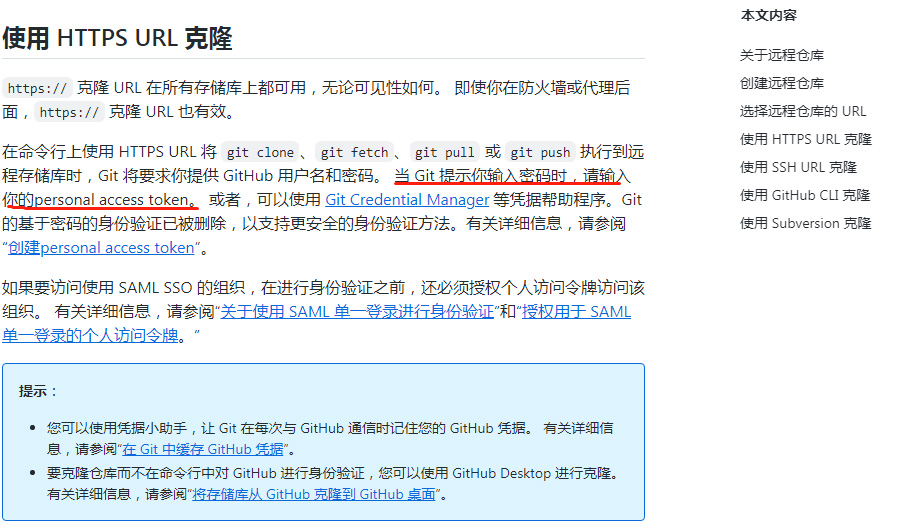 使用 HTTPS URL 克隆
https:// 克隆 URL 在所有存储库上都可用，无论可见性如何。 即使你在防火墙或代理后
面，https:// 克隆 URL 也有效。
在命令行上使用 HTTPS URL 将 git clone、git fetch、git pull 或 git push 执行到远
程存储库时，Git 将要求你提供 GitHub 用户名和密码。 当 Git 提示你输入密码时，请输入
你的personal access token。 或者，可以使用 Git Credential Manager 等凭据帮助程序。Git
的基于密码的身份验证已被删除，以支持更安全的身份验证方法。有关详细信息，请参阅
“创建personal access token”。
如果要访问使用 SAML SSO 的组织，在进行身份验证之前，还必须授权个人访问令牌访问该
组织。 有关详细信息，请参阅“关于使用 SAML 单一登录进行身份验证”和“授权用于 SAML
单一登录的个人访问令牌。”
提示：
• 您可以使用凭据小助手，让 Git 在每次与 GitHub 通信时记住您的 GitHub 凭据。 有关详细信
息，请参阅“在 Git 中缓存 GitHub 凭据”。
• 要克隆仓库而不在命令行中对 GitHub 进行身份验证，您可以使用 GitHub Desktop 进行克隆。
有关详细信息，请参阅“将存储库从 GitHub 克隆到 GitHub 桌面”。
本文内容
关于远程仓库
创建远程仓库
选择远程仓库的 URL
使用 HTTPS URL 克隆
使用 SSH URL 克隆
使用 GitHub CLI 克隆
使用 Subversion 克隆